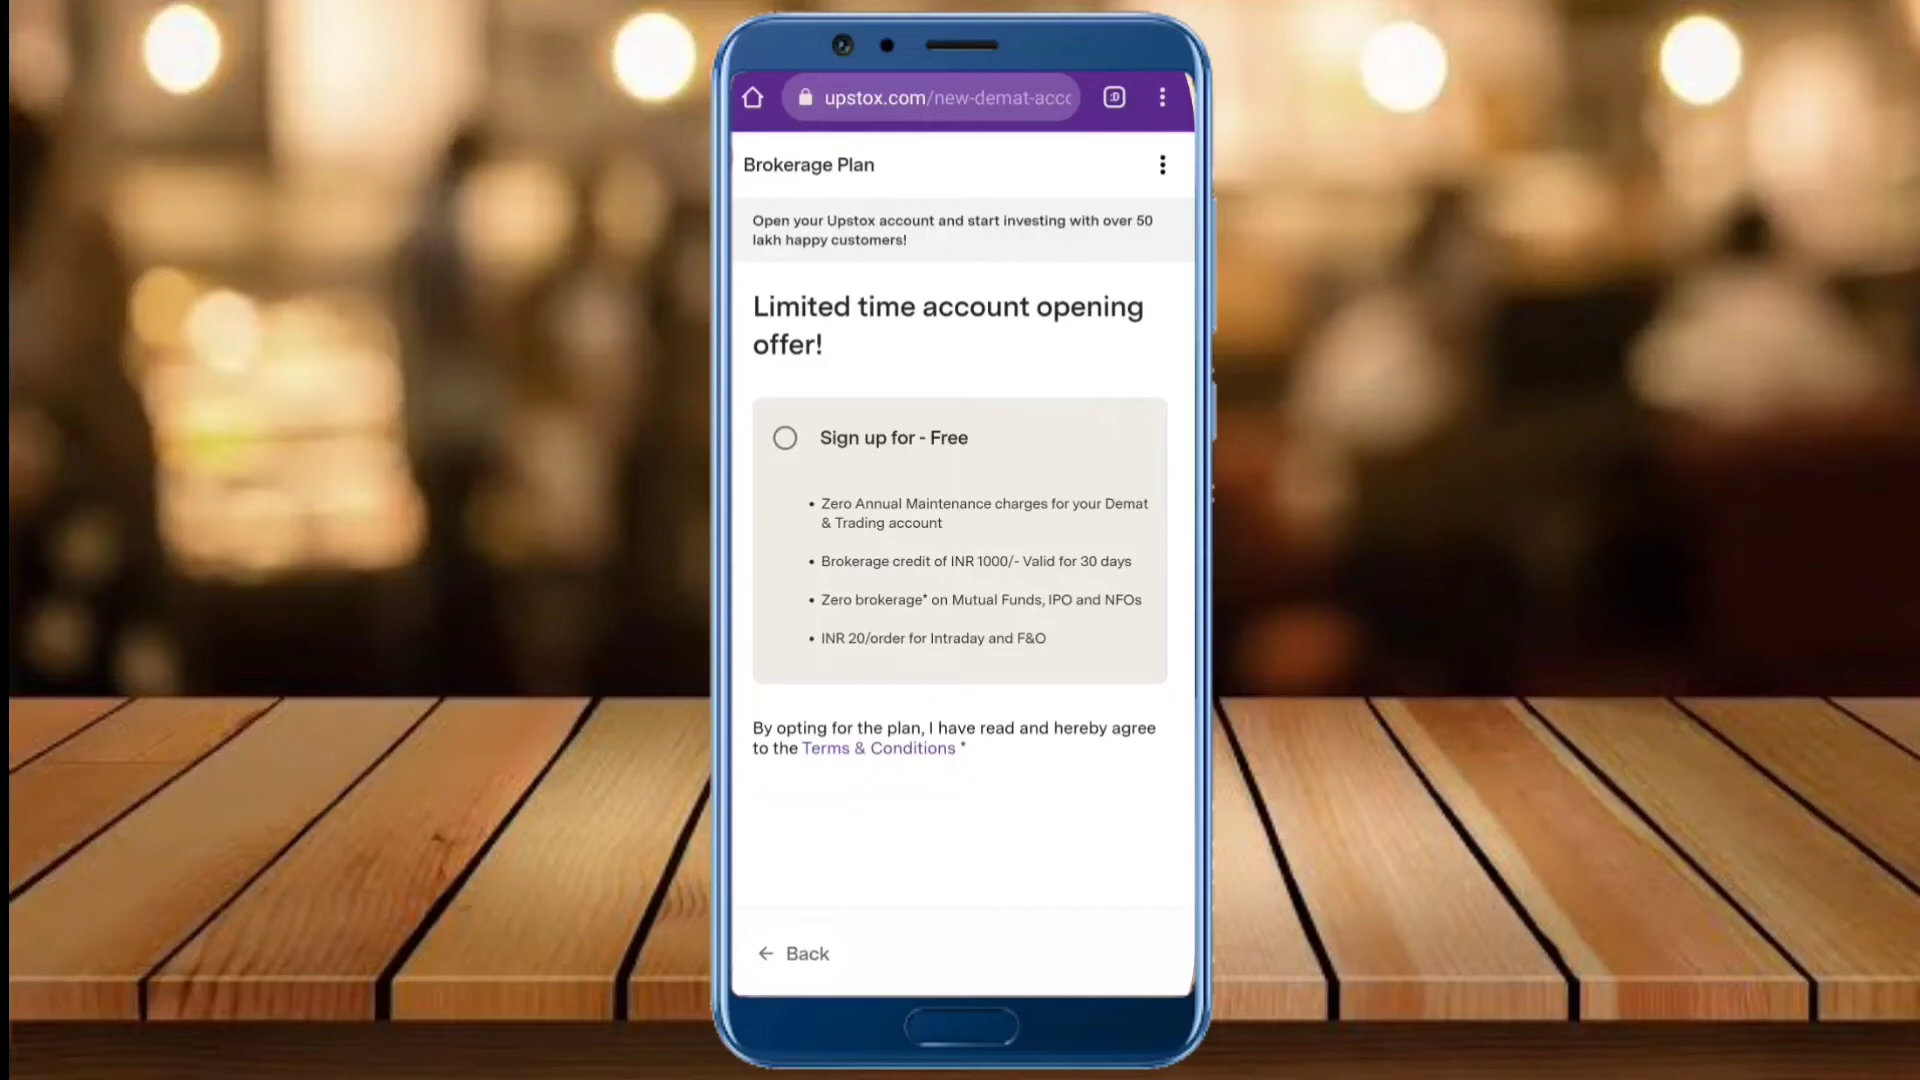 upstox.com/new-demat-acc
:D
Brokerage Plan
Open your Upstox account and start investing with over 50
lakh happy customers!
Limited time account opening
offer!
Sign up for - Free
• Zero Annual Maintenance charges for your Demat
& Trading account
• Brokerage credit of INR 1000/- Valid for 30 days
• Zero brokerage* on Mutual Funds, IPO and NFOs
• INR 20/order for Intraday and F&O
By opting for the plan, I have read and hereby agree
to the Terms & Conditions *
← Back